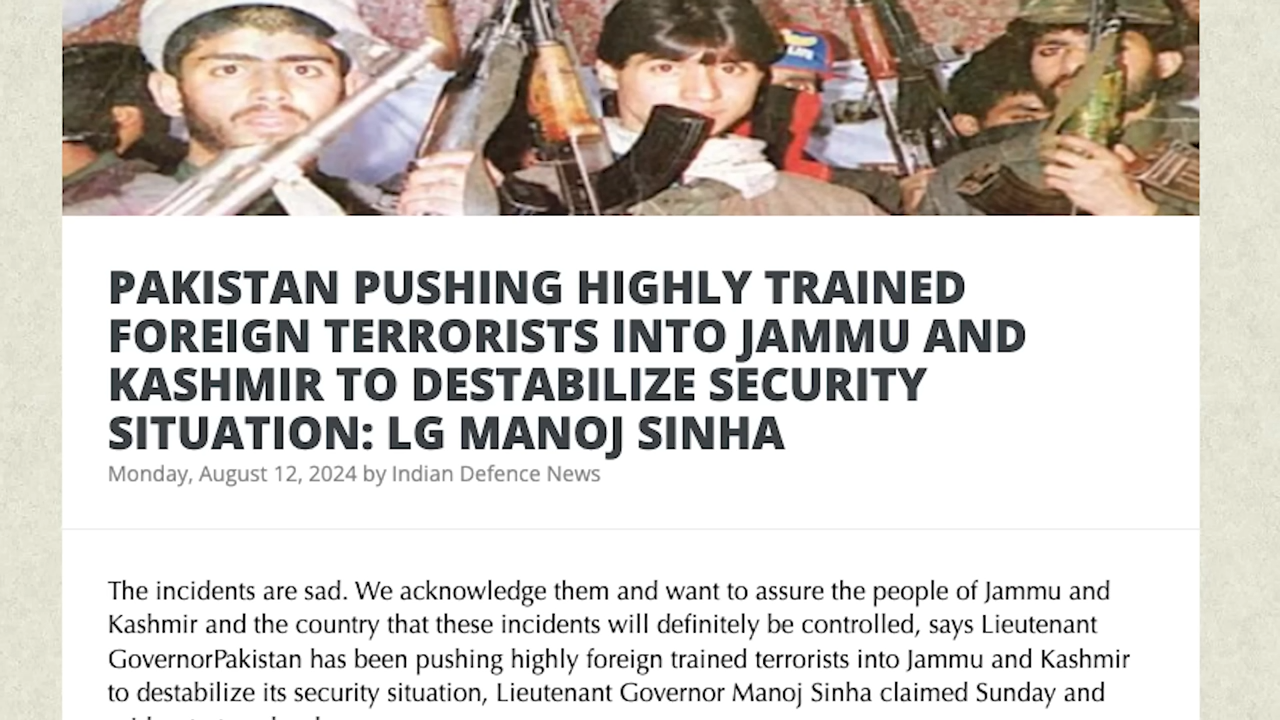 PAKISTAN PUSHING HIGHLY TRAINED
FOREIGN TERRORISTS INTO JAMMU AND
KASHMIR TO DESTABILIZE SECURITY
SITUATION: LG MANOJ SINHA
Monday, August 12, 2024 by Indian Defence News
The incidents are sad. We acknowledge them and want to assure the people of Jammu and
Kashmir and the country that these incidents will definitely be controlled, says Lieutenant
GovernorPakistan has been pushing highly foreign trained terrorists into Jammu and Kashmir
to destabilize its security situation, Lieutenant Governor Manoj Sinha claimed Sunday and